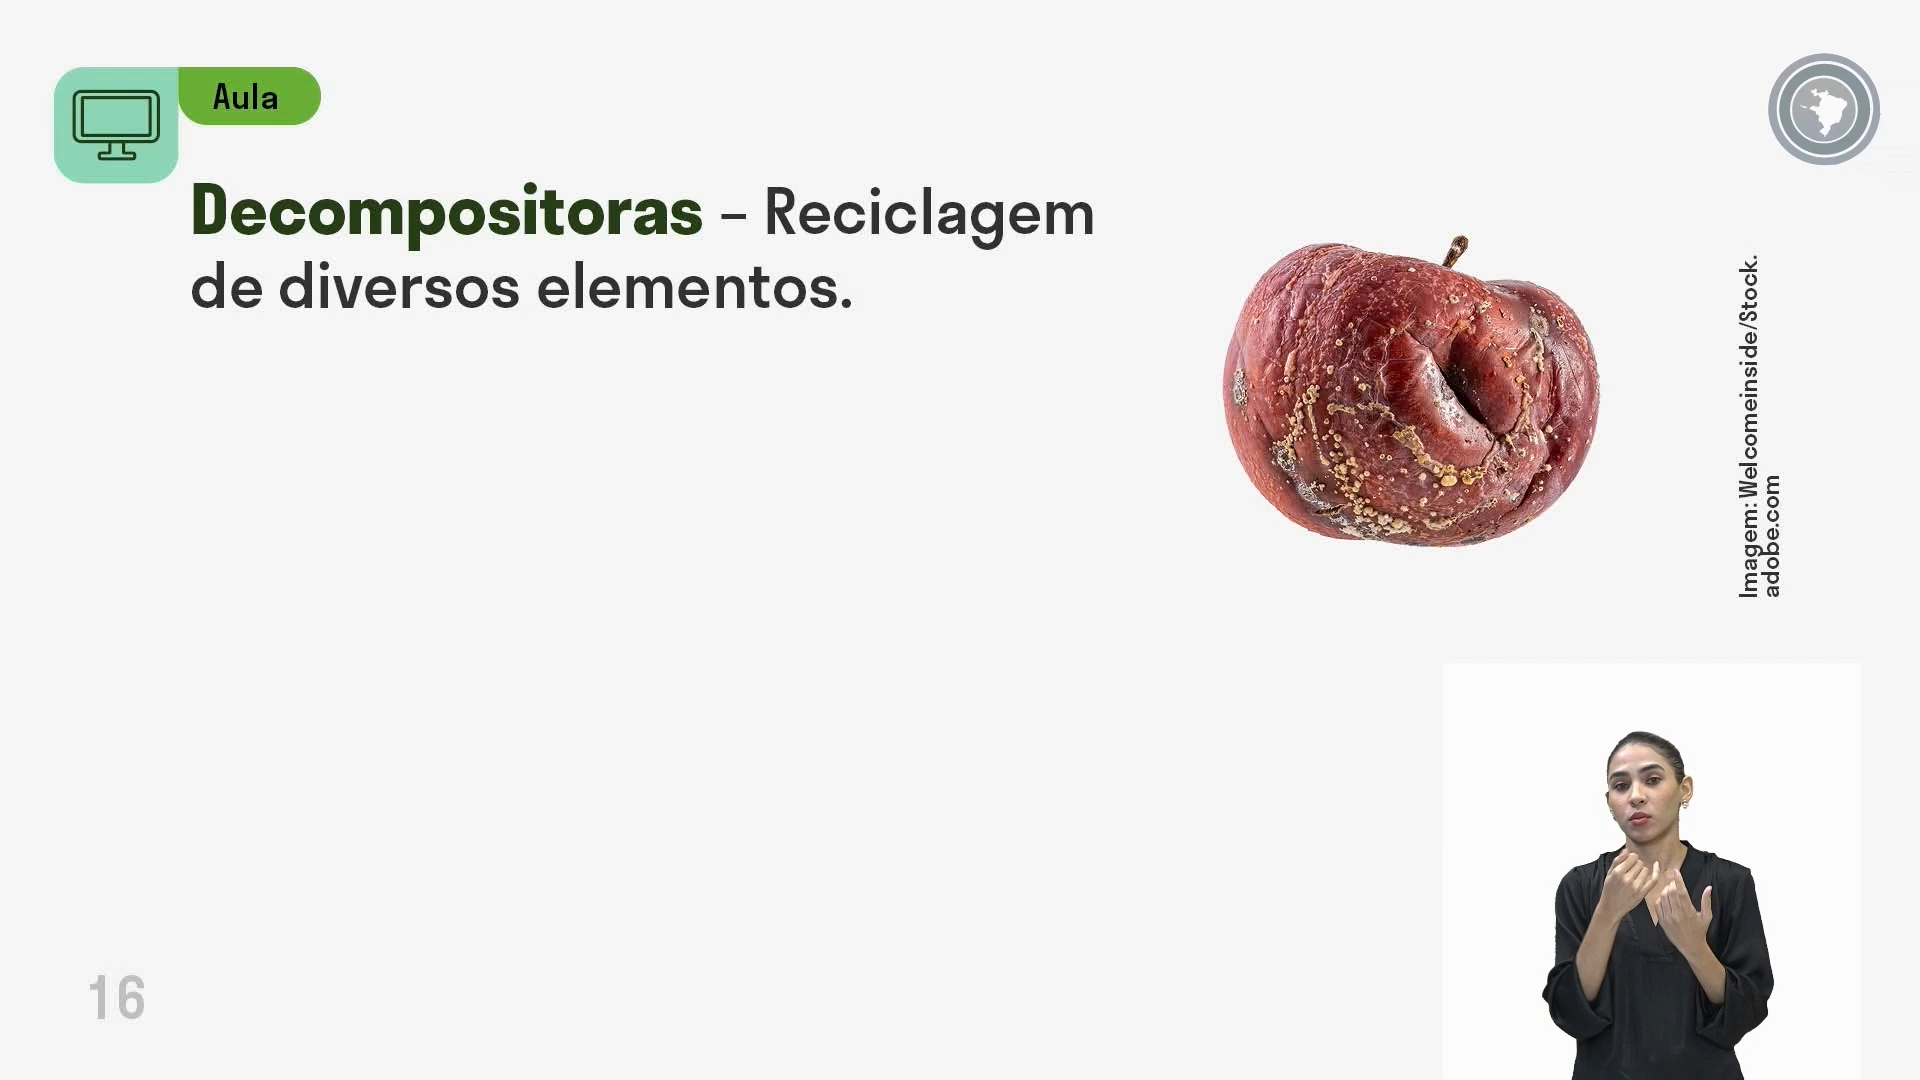 Aula
Decompositoras – Reciclagem
de diversos elementos.
Imagem: Welcomeinside/Stock.
adobe.com
16